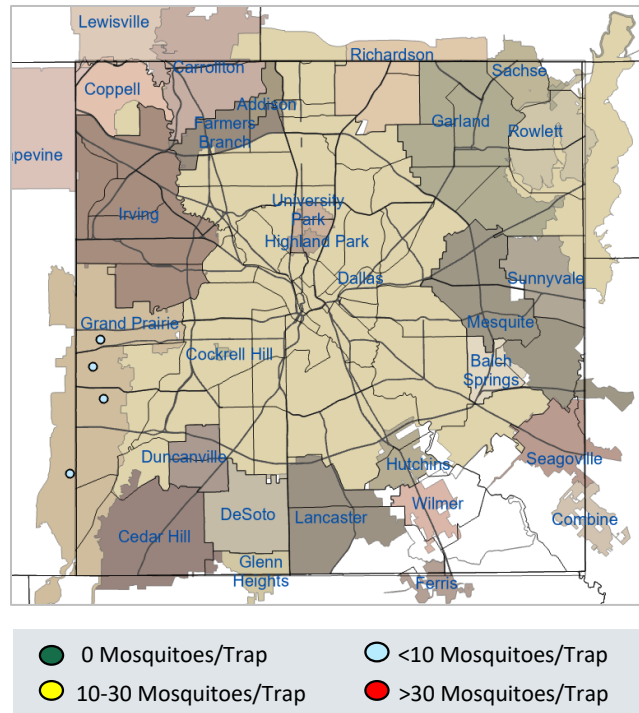 Lewisville
Richardson
Carrollton
Sachse
Coppell
Addison
Farmers
Branch
Garland
Rowlett
apevine
University
Park
Irving
Highland Park
Dallas
Sunnyvale
Grand Prairie
Mesquite
Cockrell Hill
Balch
Springs
Duncanville
Hutchins
Seagoville
Wilmer
DeSoto
Lancaster
Combine
Cedar Hill
Glenn
Heights
Ferris
0 Mosquitoes/Trap
<10 Mosquitoes/Trap
10-30 Mosquitoes/Trap
>30 Mosquitoes/Trap